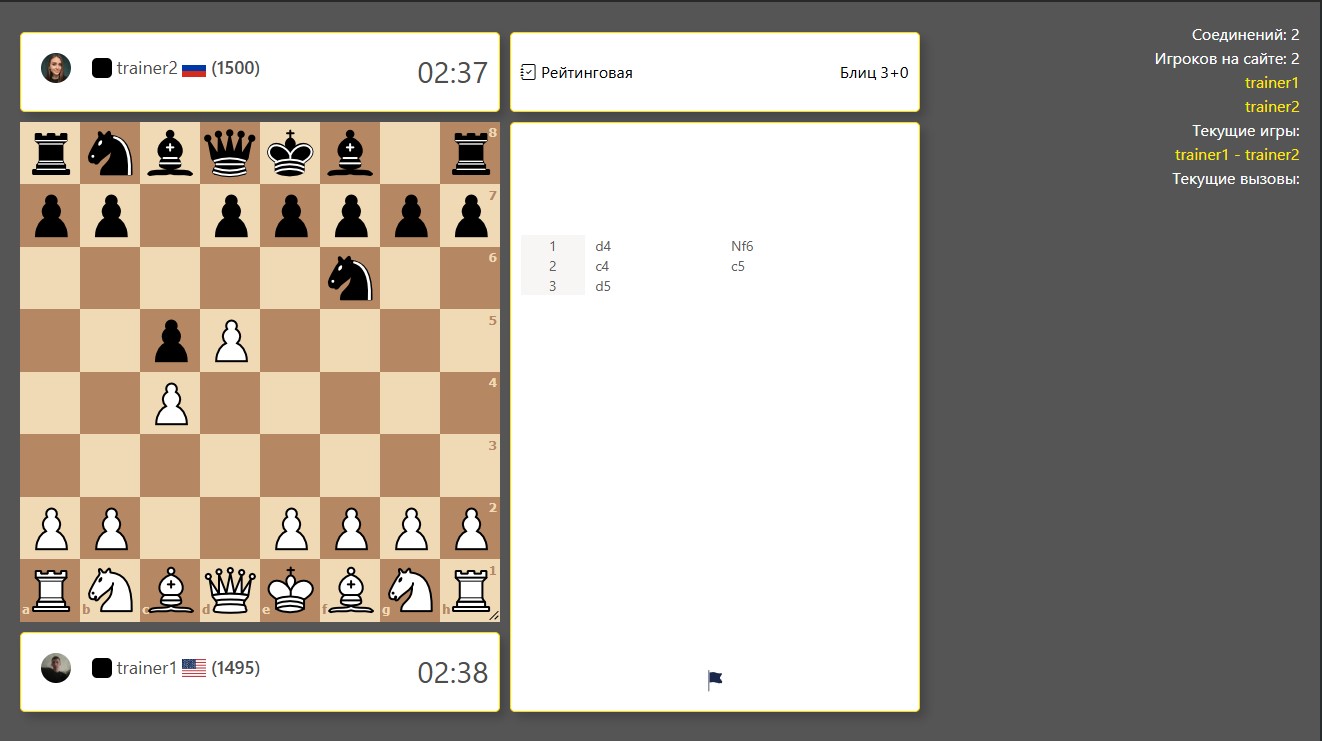 trainer2 (1500)
02:37
Рейтинговая
Блиц 3+0
Соединений: 2
Игроков на сайте: 2
trainer1
trainer2
Текущие игры:
trainer1 - trainer2
Текущие вызовы:
8
7
6
5
4
3
2
1
a b c d e f g h
1 d4 Nf6
2 c4 c5
3 d5
trainer1 (1495)
02:38